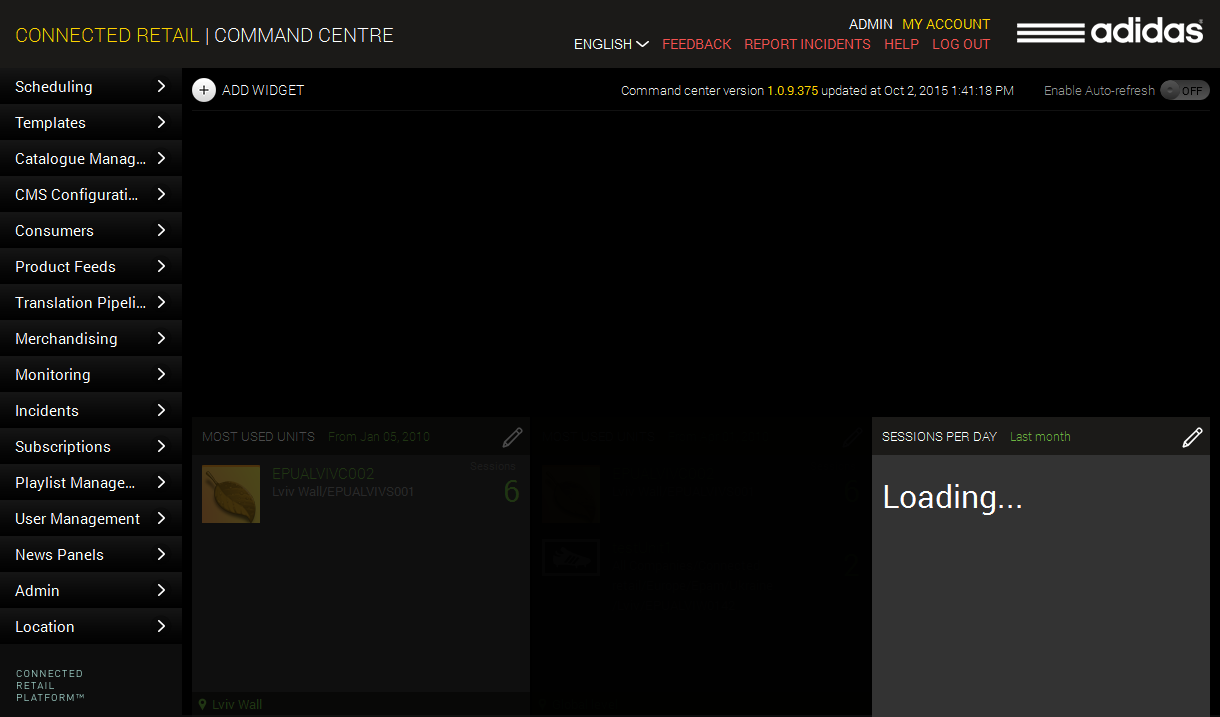 CONNECTED RETAIL | COMMAND CENTRE
ADMIN MY ACCOUNT
ENGLISH FEEDBACK REPORT INCIDENTS HELP LOG OUT
adidas
Scheduling
Templates
Catalogue Manag...
CMS Configurati...
Consumers
Product Feeds
Translation Pipeli...
Merchandising
Monitoring
Incidents
Subscriptions
Playlist Manage...
User Management
News Panels
Admin
Location
CONNECTED
RETAIL
PLATFORM™
ADD WIDGET
Command center version 1.0.9.375 updated at Oct 2, 2015 1:41:18 PM
Enable Auto-refresh OFF
MOST USED UNITS From Jan 05, 2010
EPUALVIVC002
Lviv Wall/EPUALVIVS001
Sessions
6
Lviv Wall
SESSIONS PER DAY Last month
Loading...